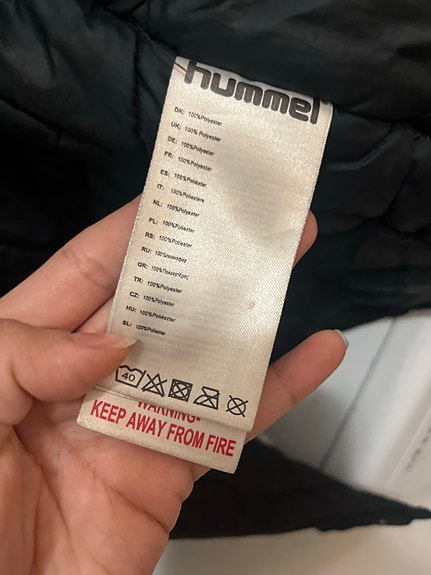 hummel
DK: 100%Polyester
UK: 100% Polyester
DE: 100%Polyester
FR: 100%Polyester
ES: 100%Poliéster
IT: 100%Poliestere
NL: 100%Polyester
PL: 100%Poliester
RS: 100%Poliester
RU: 100%полиэфир
GR: 100%Πολυεστέρας
TR: 100%Polyester
CZ: 100%Polyester
HU: 100%Poliészter
SL: 100%Poliester
40
WARNING-
KEEP AWAY FROM FIRE